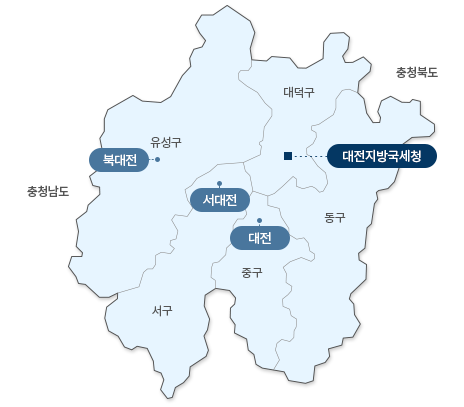 충청북도
대덕구
유성구
북대전
대전지방국세청
충청남도
서대전
동구
대전
중구
서구